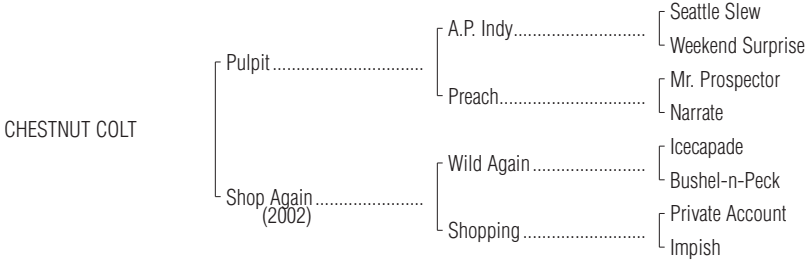 Seattle Slew
A.P. Indy
Weekend Surprise
Pulpit
Mr. Prospector
Preach
Narrate
CHESTNUT COLT
Icecapade
Wild Again
Bushel-n-Peck
Shop Again
(2002)
Private Account
Shopping
Impish